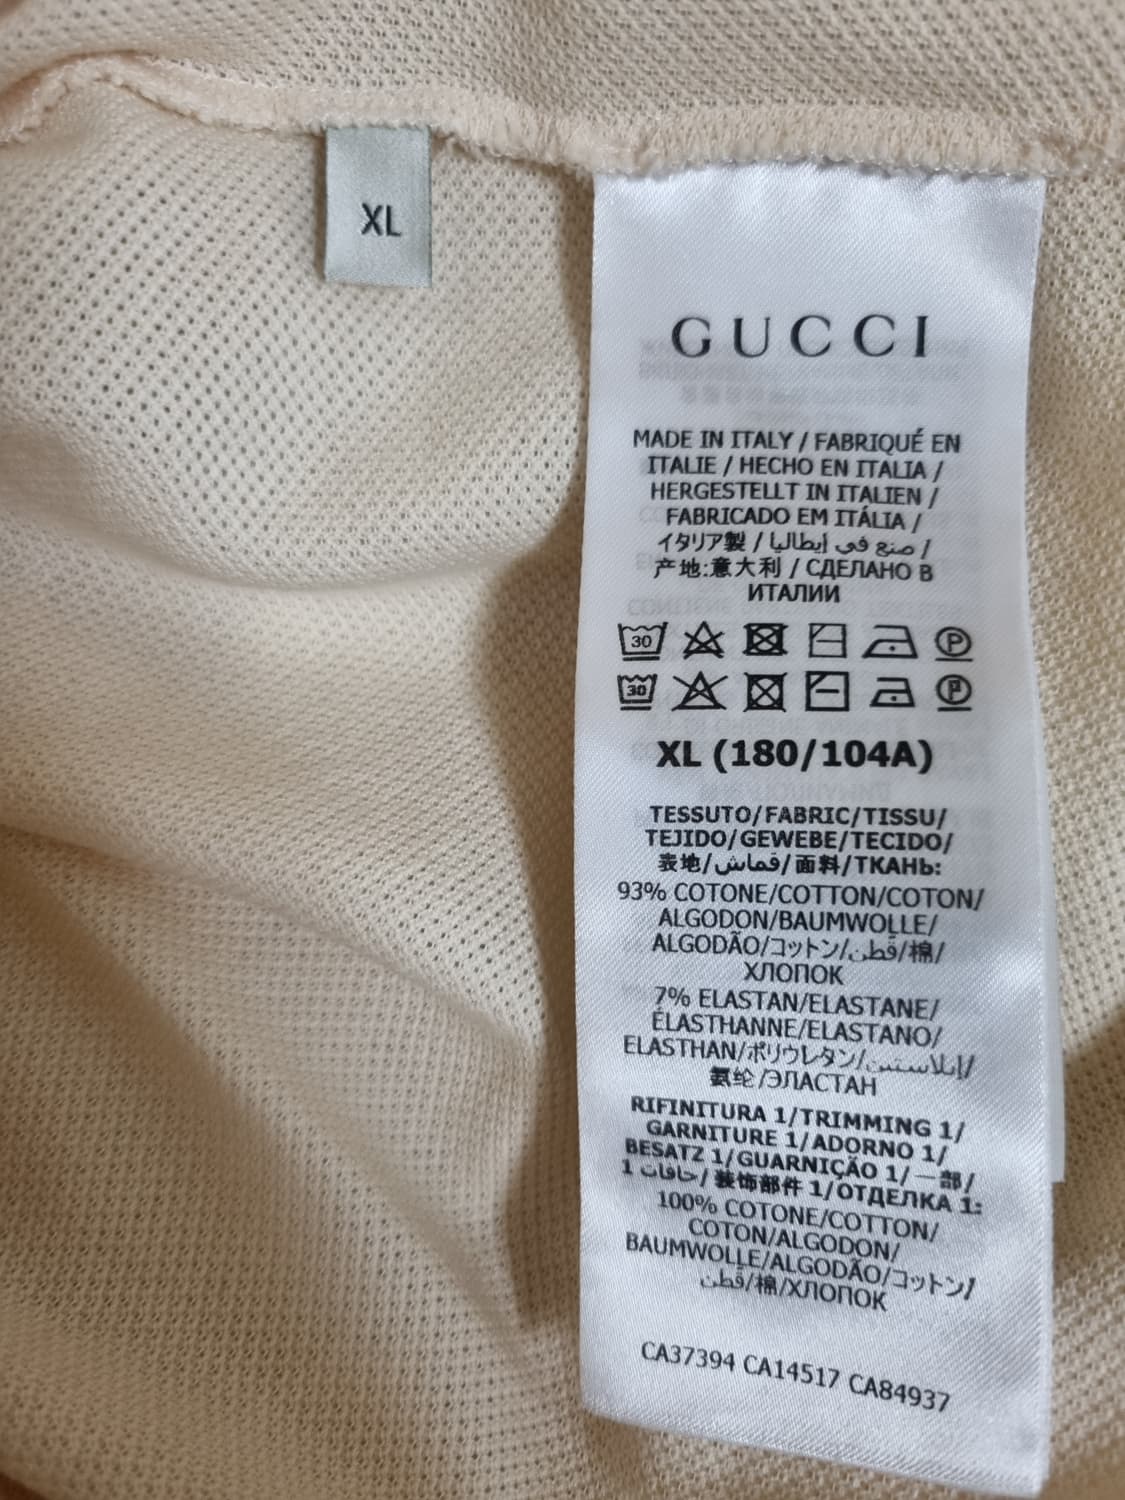 XL
GUCCI
MADE IN ITALY / FABRIQUÉ EN
ITALIE / HECHO EN ITALIA /
HERGESTELLT IN ITALIEN /
FABRICADO EM ITÁLIA /
イタリア製 / صنع في إيطاليا /
产地:意大利 / СДЕЛАНО В
ИТАЛИИ
30 P
30 P
XL (180/104A)
TESSUTO/FABRIC/TISSU/
TEJIDO/GEWEBE/TECIDO/
表地/قماش/面料/ТКАНЬ:
93% COTONE/COTTON/COTON/
ALGODON/BAUMWOLLE/
ALGODÃO/コットン/قطن/棉/
ХЛОПОК
7% ELASTAN/ELASTANE/
ÉLASTHANNE/ELASTANO/
ELASTHAN/ポリウレタン/إيلاستين/
氨纶/ЭЛАСТАН
RIFINITURA 1/TRIMMING 1/
GARNITURE 1/ADORNO 1/
BESATZ 1/GUARNIÇÃO 1/一部/
حافات 1/装饰部件 1/ОТДЕЛКА 1:
100% COTONE/COTTON/
COTON/ALGODON/
BAUMWOLLE/ALGODÃO/コットン/
قطن/棉/ХЛОПОК
CA37394 CA14517 CA84937